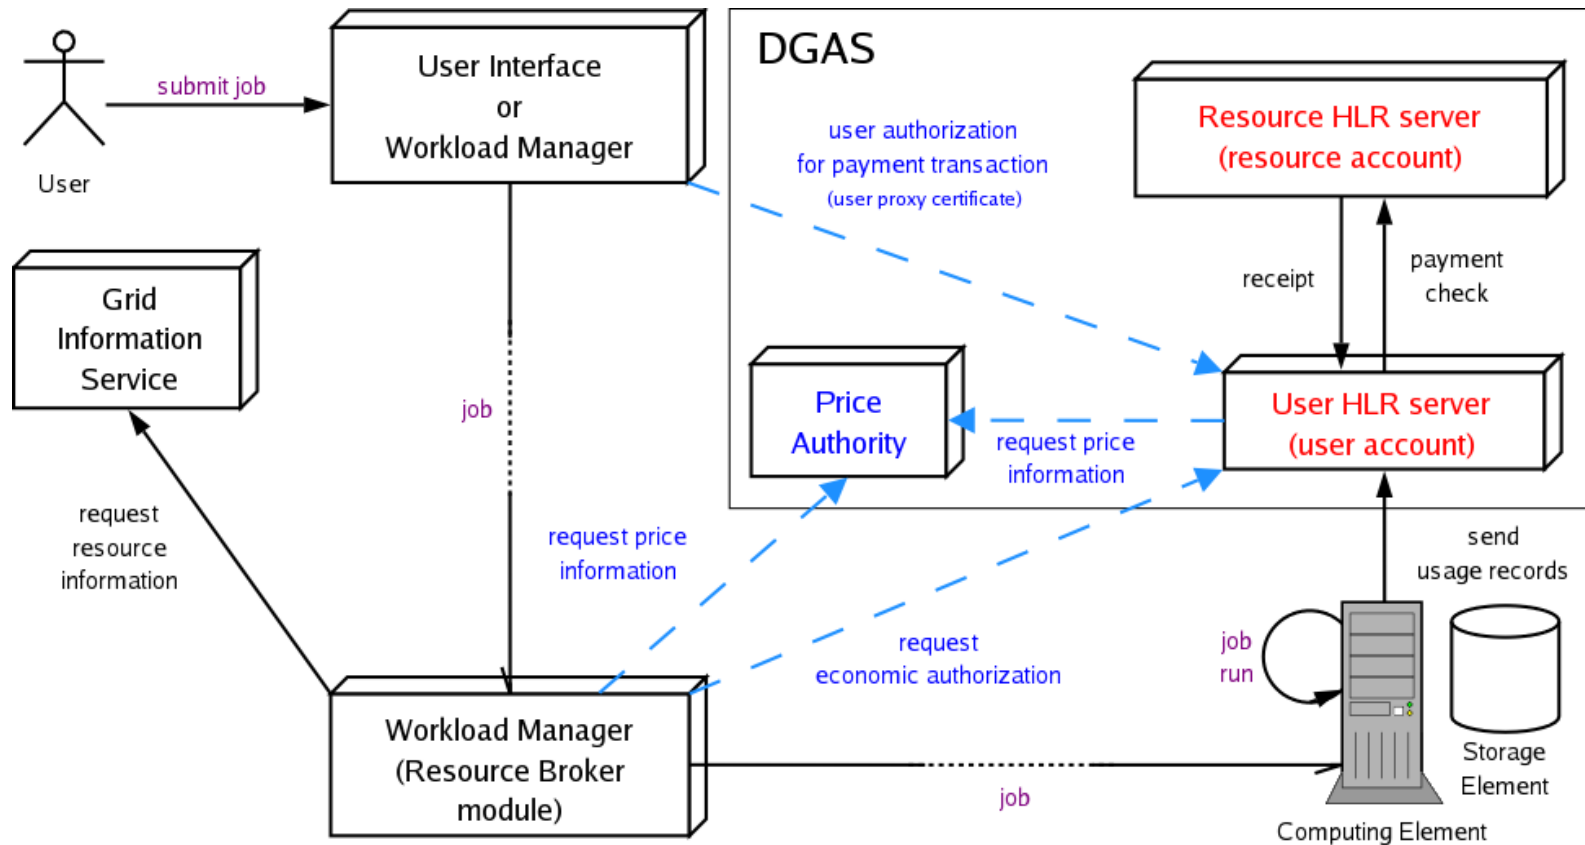 submit job
User
User Interface
or
Workload Manager
DGAS
user authorization
for payment transaction
(user proxy certificate)
Resource HLR server
(resource account)
receipt
payment
check
Grid
Information
Service
job
Price
Authority
request price
information
User HLR server
(user account)
request
resource
information
request price
information
send
usage records
request
economic authorization
job
run
Workload Manager
(Resource Broker
module)
job
Storage
Element
Computing Element